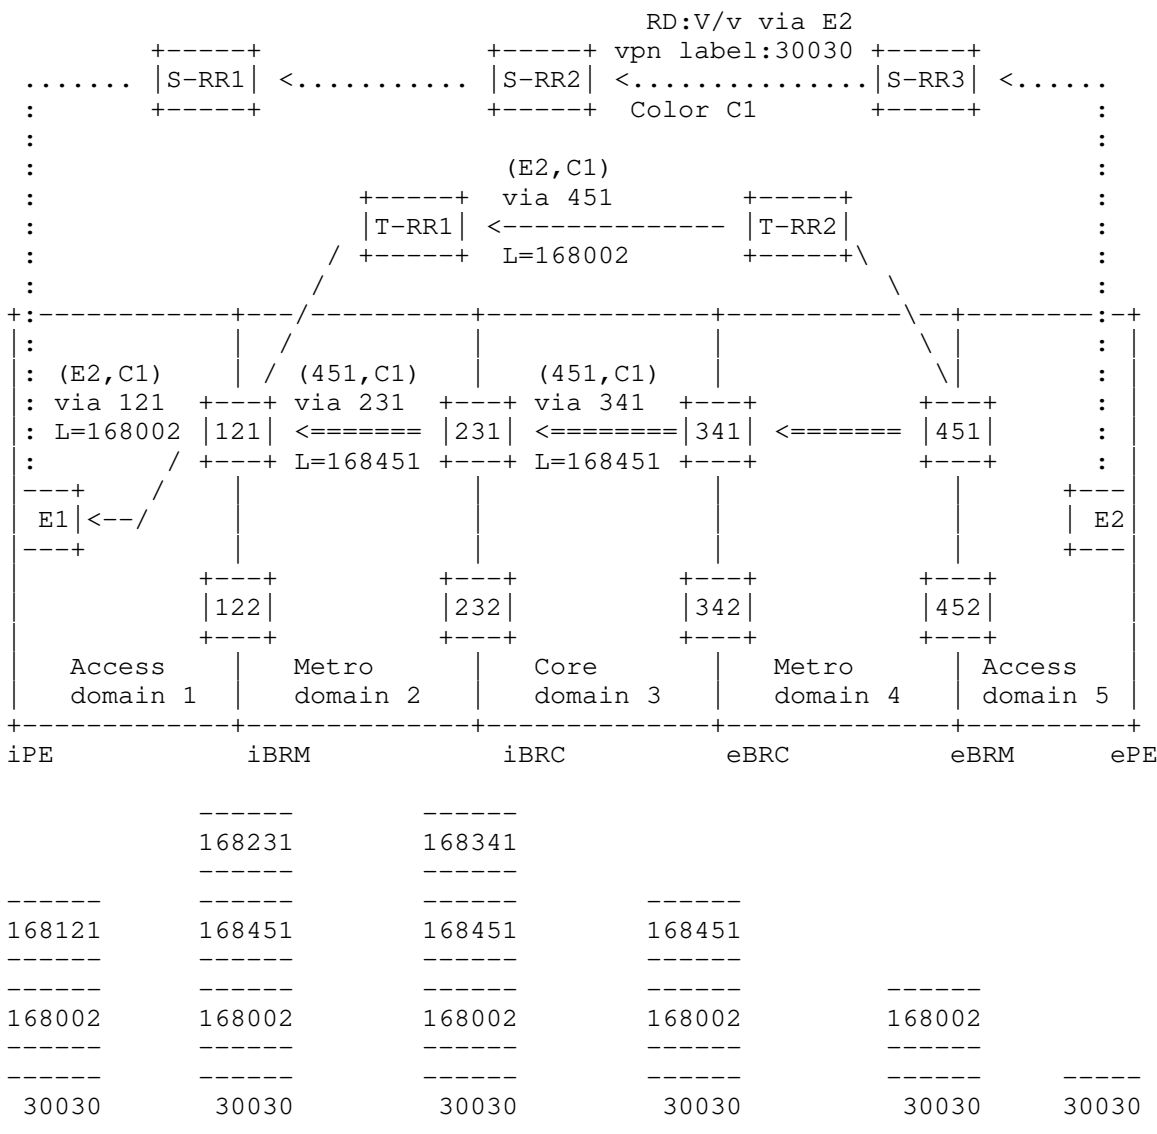 RD:V/v via E2
vpn label:30030
S-RR1 S-RR2 S-RR3
Color C1
(E2,C1)
via 451
T-RR1 T-RR2
L=168002
(E2,C1) (451,C1) (451,C1)
via 121 via 231 via 341
L=168002 121 231 341 451
L=168451 L=168451
E1 E2
122 232 342 452
Access Metro Core Metro Access
domain 1 domain 2 domain 3 domain 4 domain 5
iPE iBRM iBRC eBRC eBRM ePE
168231 168341
168121 168451 168451 168451
168002 168002 168002 168002 168002
30030 30030 30030 30030 30030 30030